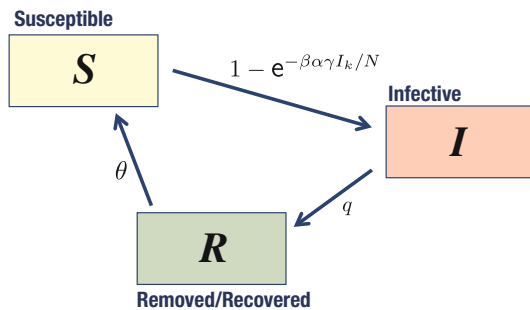 Susceptible
S
1 − e^{−βαγI_k/N}
Infective
I
θ
q
R
Removed/Recovered